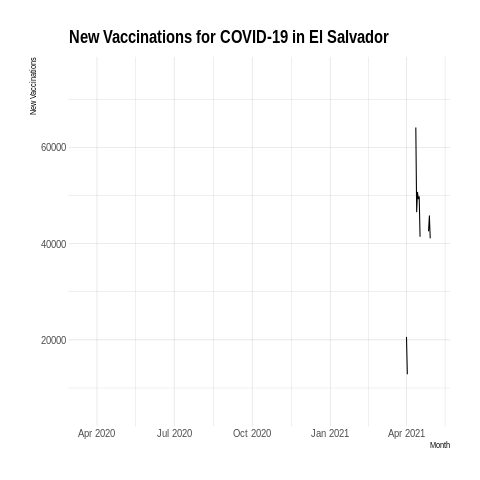 New Vaccinations for COVID-19 in El Salvador
New Vaccinations
60000
40000
20000
Apr 2020 Jul 2020 Oct 2020 Jan 2021 Apr 2021
Month